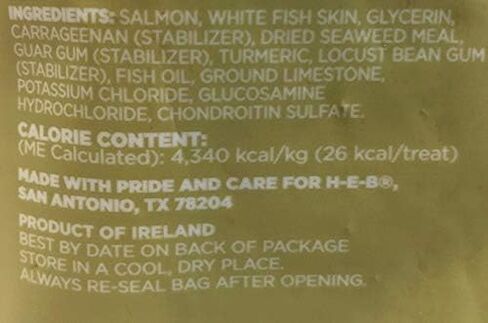 INGREDIENTS: SALMON, WHITE FISH SKIN, GLYCERIN,
CARRAGEENAN (STABILIZER), DRIED SEAWEED MEAL,
GUAR GUM (STABILIZER), TURMERIC, LOCUST BEAN GUM
(STABILIZER), FISH OIL, GROUND LIMESTONE,
POTASSIUM CHLORIDE, GLUCOSAMINE
HYDROCHLORIDE, CHONDROITIN SULFATE.
CALORIE CONTENT:
(ME Calculated): 4,340 kcal/kg (26 kcal/treat)
MADE WITH PRIDE AND CARE FOR H-E-B®,
SAN ANTONIO, TX 78204
PRODUCT OF IRELAND
BEST BY DATE ON BACK OF PACKAGE
STORE IN A COOL, DRY PLACE.
ALWAYS RE-SEAL BAG AFTER OPENING.